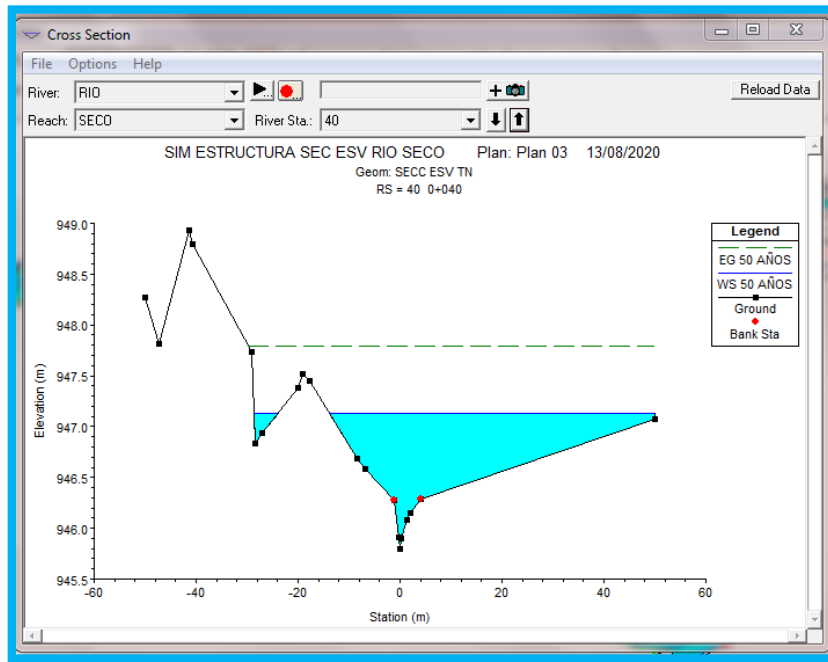 Cross Section
File Options Help
River: RIO
Reload Data
Reach: SECO River Sta.: 40
SIM ESTRUCTURA SEC ESV RIO SECO Plan: Plan 03 13/08/2020
Geom: SECC ESV TN
RS = 40 0+040
Legend
EG 50 AÑOS
WS 50 AÑOS
Ground
Bank Sta
Elevation (m)
949.0
948.5
948.0
947.5
947.0
946.5
946.0
945.5
-60 -40 -20 0 20 40 60
Station (m)